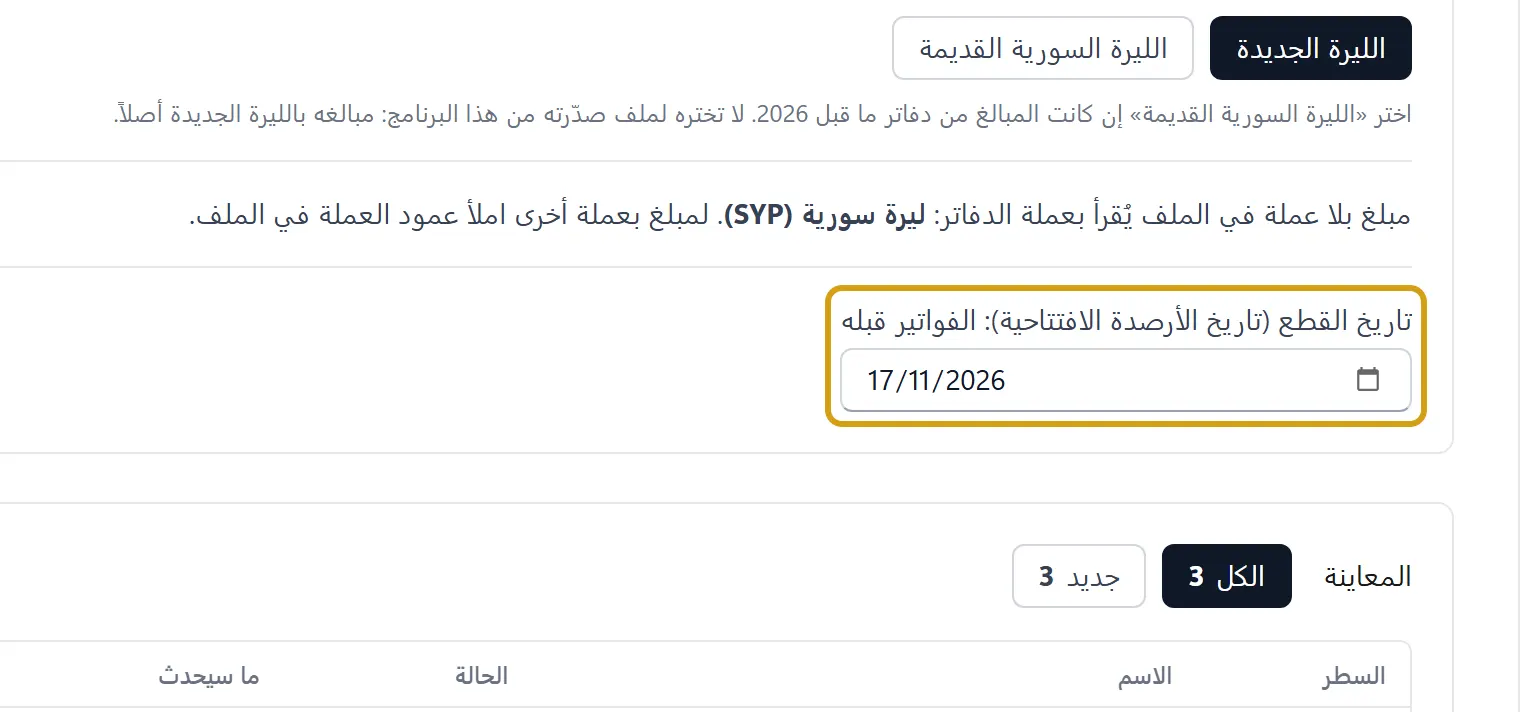 الليرة الجديدة
الليرة السورية القديمة
اختر «الليرة السورية القديمة» إن كانت المبالغ من دفاتر ما قبل 2026. لا تختره لملف صدّرته من هذا البرنامج: مبالغه بالليرة الجديدة أصلاً.
مبلغ بلا عملة في الملف يُقرأ بعملة الدفاتر: ليرة سورية (SYP). لمبلغ بعملة أخرى املأ عمود العملة في الملف.
تاريخ القطع (تاريخ الأرصدة الافتتاحية): الفواتير قبله
17/11/2026
المعاينة الكل 3 جديد 3
السطر الاسم الحالة ما سيحدث